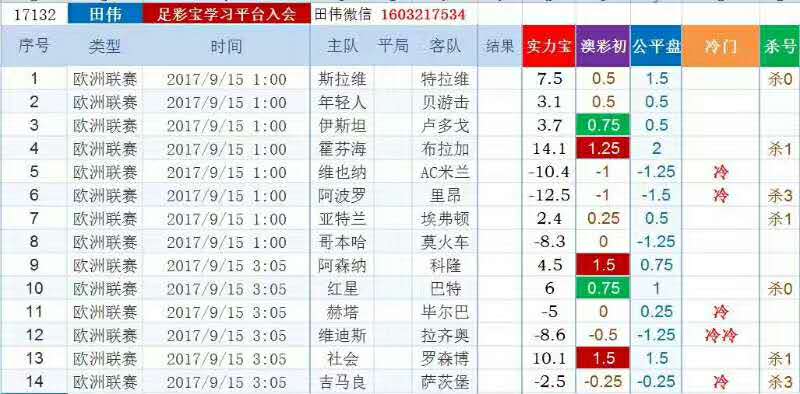 17132 田伟 足彩宝学习平台入会 田伟微信 1603217534
序号 类型 时间 主队 平局 客队 结果 实力宝 澳彩初 公平盘 冷门 杀号
1 欧洲联赛 2017/9/15 1:00 斯拉维 特拉维 7.5 0.5 1.5 杀0
2 欧洲联赛 2017/9/15 1:00 年轻人 贝游击 3.1 0.5 0.5
3 欧洲联赛 2017/9/15 1:00 伊斯坦 卢多戈 3.7 0.75 0.5
4 欧洲联赛 2017/9/15 1:00 霍芬海 布拉加 14.1 1.25 2 杀1
5 欧洲联赛 2017/9/15 1:00 维也纳 AC米兰 -10.4 -1 -1.25 冷
6 欧洲联赛 2017/9/15 1:00 阿波罗 里昂 -12.5 -1 -1.5 冷 杀3
7 欧洲联赛 2017/9/15 1:00 亚特兰 埃弗顿 2.4 0.25 0.5 杀1
8 欧洲联赛 2017/9/15 1:00 哥本哈 莫火车 -8.3 0 -1.25
9 欧洲联赛 2017/9/15 3:05 阿森纳 科隆 4.5 1.5 0.75
10 欧洲联赛 2017/9/15 3:05 红星 巴特 6 0.75 1 杀0
11 欧洲联赛 2017/9/15 3:05 赫塔 毕尔巴 -5 0 0.25 冷
12 欧洲联赛 2017/9/15 3:05 维迪斯 拉齐奥 -8.6 -0.5 -1.25 冷冷
13 欧洲联赛 2017/9/15 3:05 社会 罗森博 10.1 1.5 1.5 杀1
14 欧洲联赛 2017/9/15 3:05 吉马良 萨茨堡 -2.5 -0.25 -0.25 冷 杀3